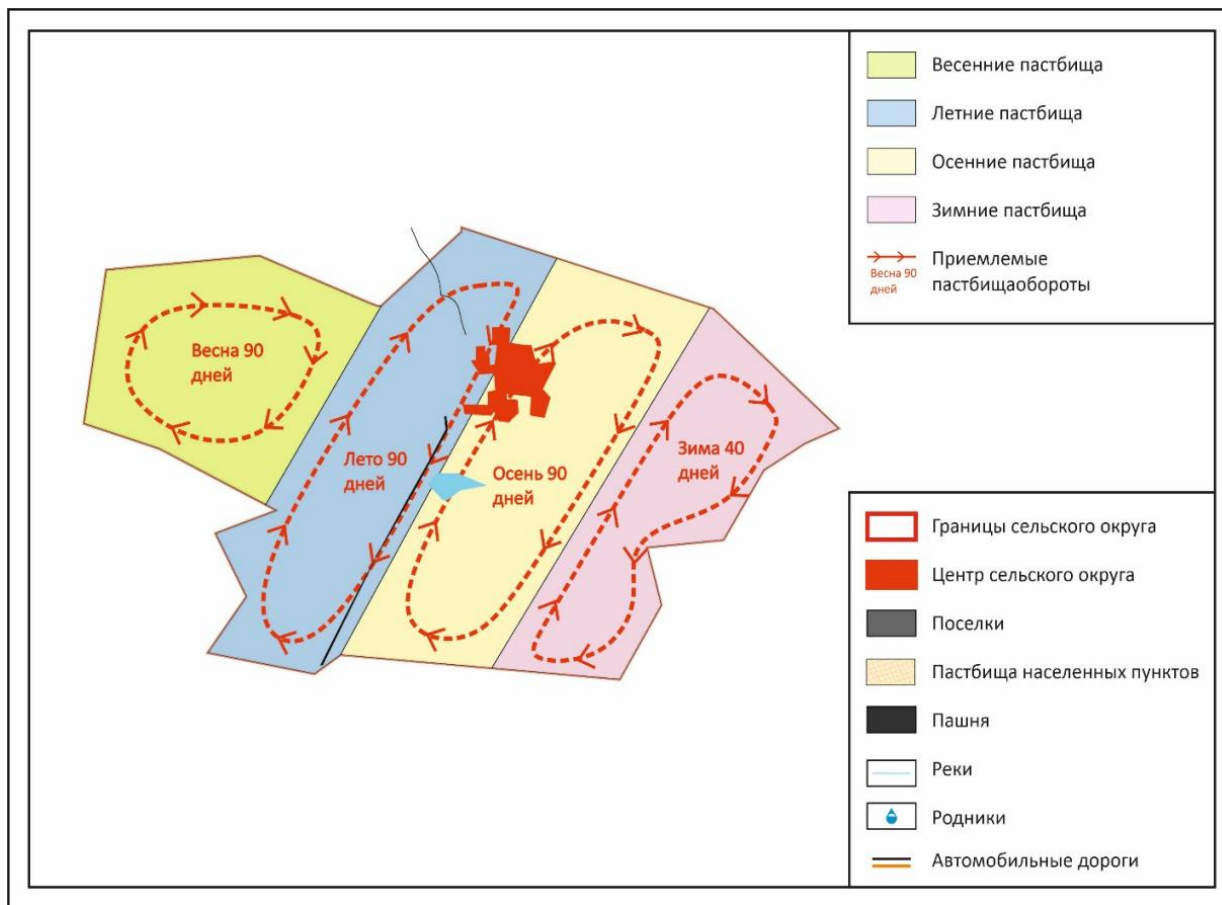 Весенние пастбища
Летние пастбища
Осенние пастбища
Зимние пастбища
Весна 90
дней
Приемлемые
пастбищаобороты
Весна 90
дней
Лето 90
дней
Осень 90
дней
Зима 40
дней
Границы сельского округа
Центр сельского округа
Поселки
Пастбища населенных пунктов
Пашня
Реки
Родники
Автомобильные дороги